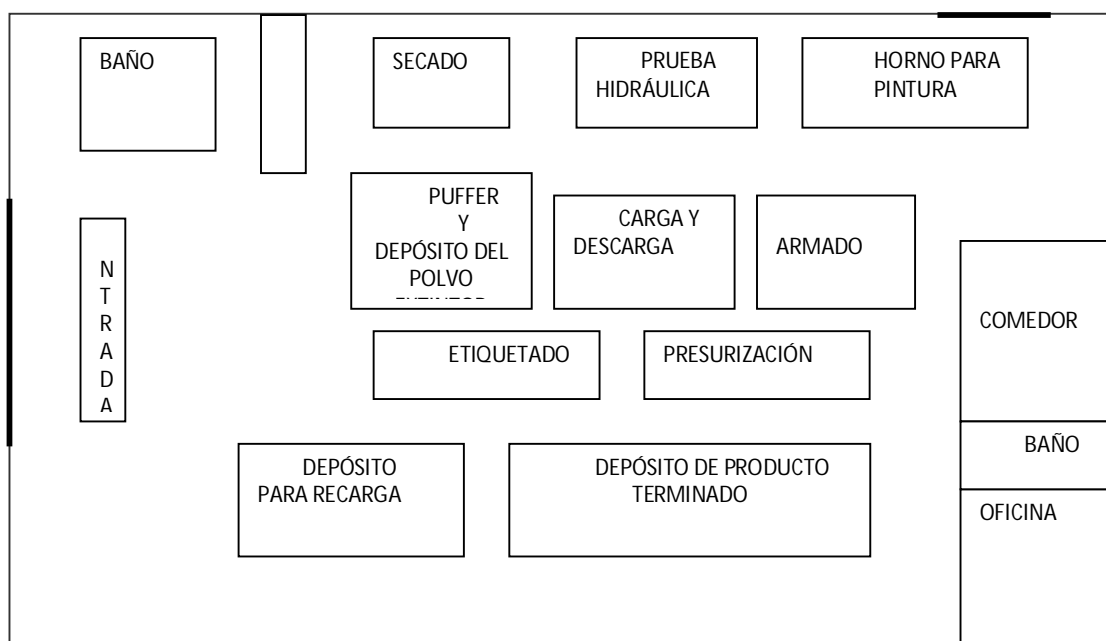 BAÑO
SECADO
PRUEBA
HIDRÁULICA
HORNO PARA
PINTURA
PUFFER
Y
DEPÓSITO DEL
POLVO
CARGA Y
DESCARGA
ARMADO
N
T
R
A
D
A
COMEDOR
ETIQUETADO
PRESURIZACIÓN
BAÑO
DEPÓSITO
PARA RECARGA
DEPÓSITO DE PRODUCTO
TERMINADO
OFICINA